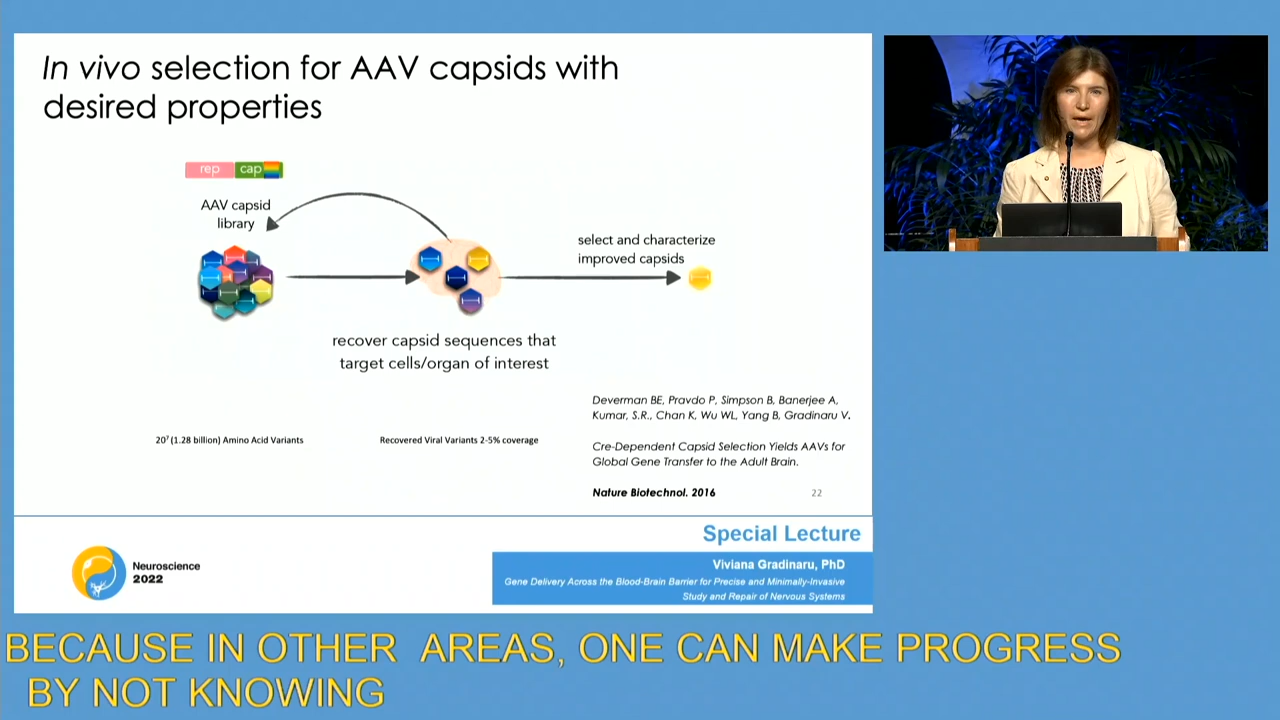 In vivo selection for AAV capsids with
desired properties
rep cap
AAV capsid
library
select and characterize
improved capsids
recover capsid sequences that
target cells/organ of interest
20⁷ (1.28 billion) Amino Acid Variants
Recovered Viral Variants 2-5% coverage
Deverman BE, Pravdo P, Simpson B, Banerjee A,
Kumar, S.R., Chan K, Wu WL, Yang B, Gradinaru V.
Cre-Dependent Capsid Selection Yields AAVs for
Global Gene Transfer to the Adult Brain.
Nature Biotechnol. 2016
22
Special Lecture
Neuroscience
2022
Viviana Gradinaru, PhD
Gene Delivery Across the Blood-Brain Barrier for Precise and Minimally-Invasive
Study and Repair of Nervous Systems
BECAUSE IN OTHER AREAS, ONE CAN MAKE PROGRESS
BY NOT KNOWING